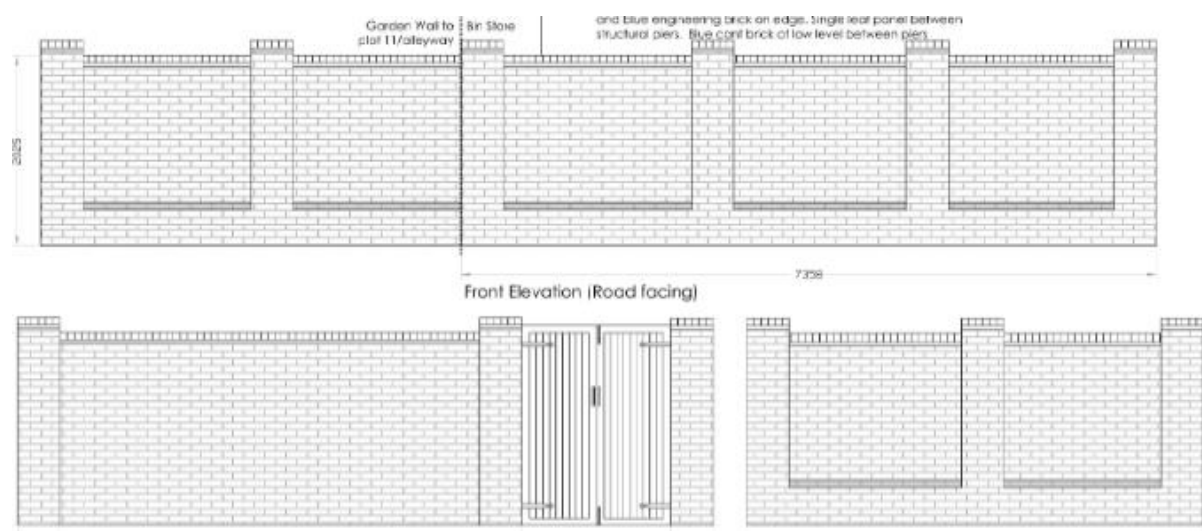 Garden Wall to
plot 11/alleyway
Bin Store
and blue engineering brick on edge. Single leaf panel between
structural piers. Blue cant brick of low level between piers
2025
7358
Front Elevation (Road facing)